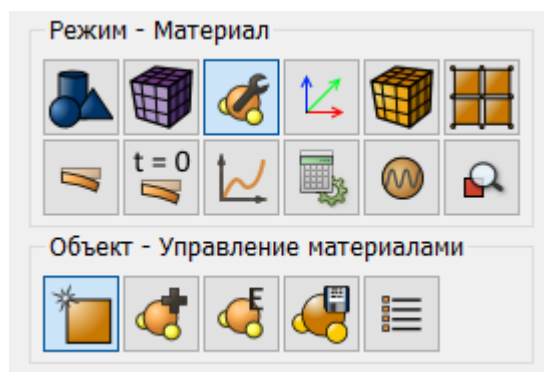 Режим - Материал
t = 0
Объект - Управление материалами
E